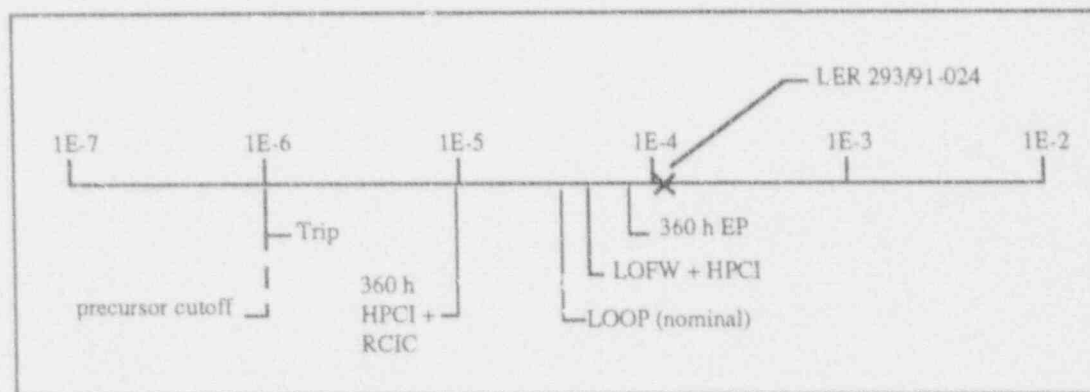 LER 293/91-024
1E-7 1E-6 1E-5 1E-4 1E-3 1E-2
Trip
360 h EP
LOFW + HPCI
precursor cutoff
360 h
HPCI +
RCIC
LOOP (nominal)